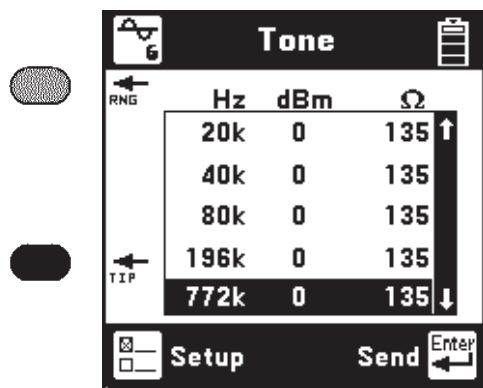 G
Tone
RNG
Hz dBm Ω
20k 0 135
40k 0 135
80k 0 135
196k 0 135
TIP
772k 0 135
Setup
Send Enter